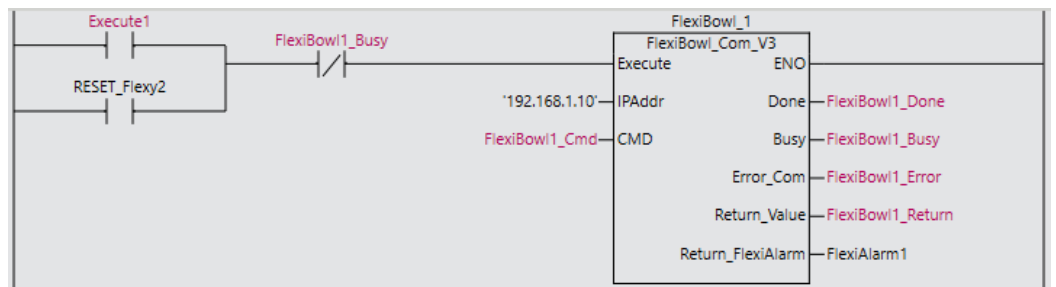 Execute1
FlexiBowl1_Busy
RESET_Flexy2
FlexiBowl_1
FlexiBowl_Com_V3
Execute ENO
'192.168.1.10' IPAddr Done FlexiBowl1_Done
FlexiBowl1_Cmd CMD Busy FlexiBowl1_Busy
Error_Com FlexiBowl1_Error
Return_Value FlexiBowl1_Return
Return_FlexiAlarm FlexiAlarm1